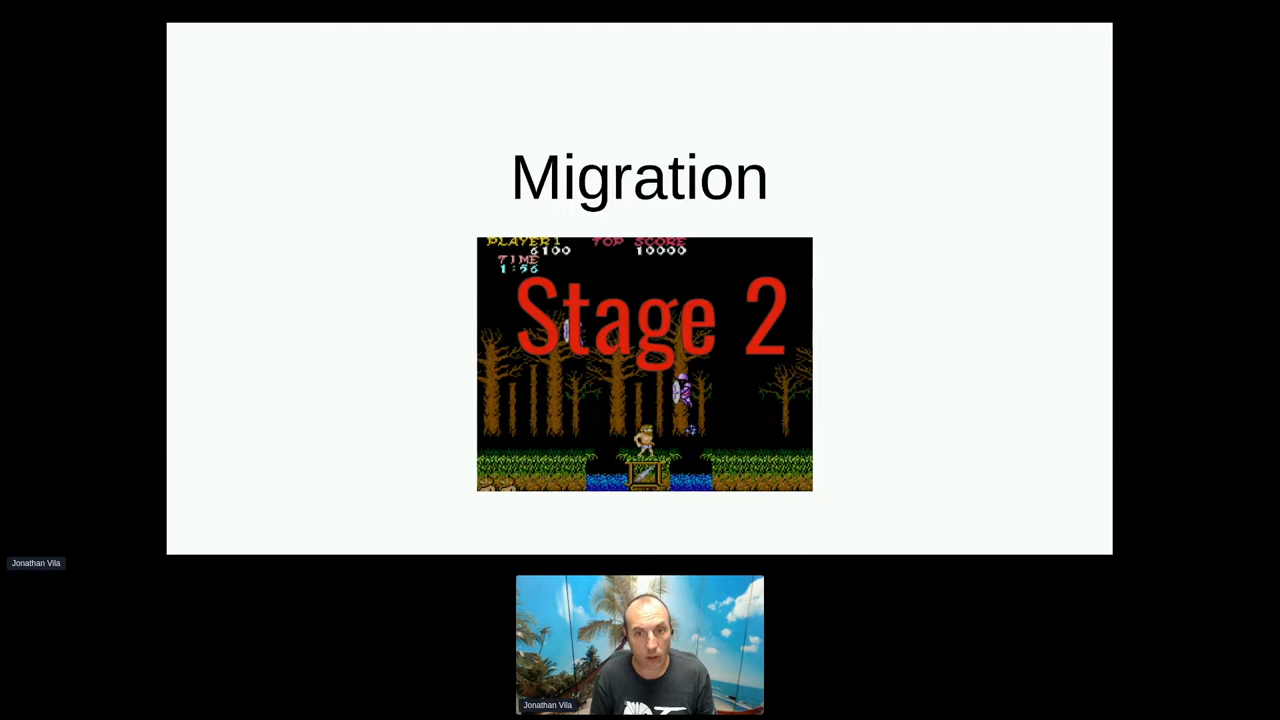 Migration
PLAYER 1 TOP SCORE
6100 10000
TIME
1:56
Stage 2
Jonathan Vila
Jonathan Vila